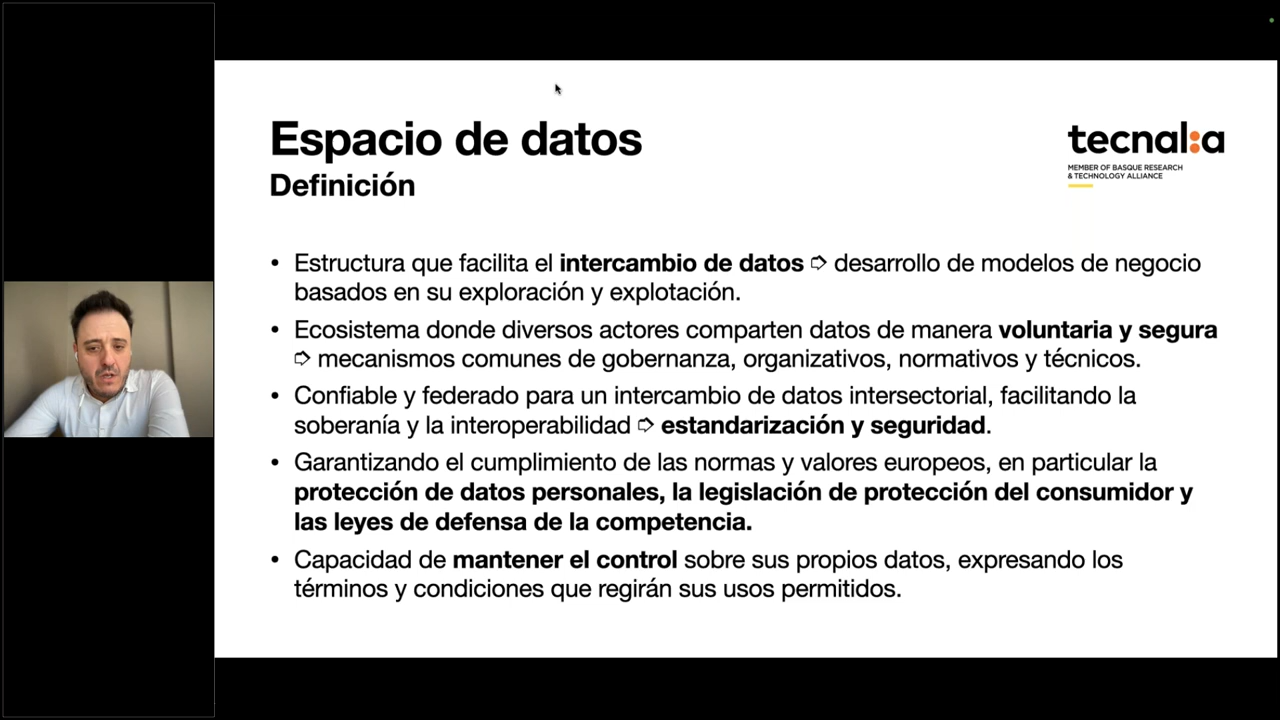 Espacio de datos
Definición
tecnal:a
MEMBER OF BASQUE RESEARCH
& TECHNOLOGY ALLIANCE
• Estructura que facilita el intercambio de datos ➩ desarrollo de modelos de negocio
basados en su exploración y explotación.
• Ecosistema donde diversos actores comparten datos de manera voluntaria y segura
➩ mecanismos comunes de gobernanza, organizativos, normativos y técnicos.
• Confiable y federado para un intercambio de datos intersectorial, facilitando la
soberanía y la interoperabilidad ➩ estandarización y seguridad.
• Garantizando el cumplimiento de las normas y valores europeos, en particular la
protección de datos personales, la legislación de protección del consumidor y
las leyes de defensa de la competencia.
• Capacidad de mantener el control sobre sus propios datos, expresando los
términos y condiciones que regirán sus usos permitidos.